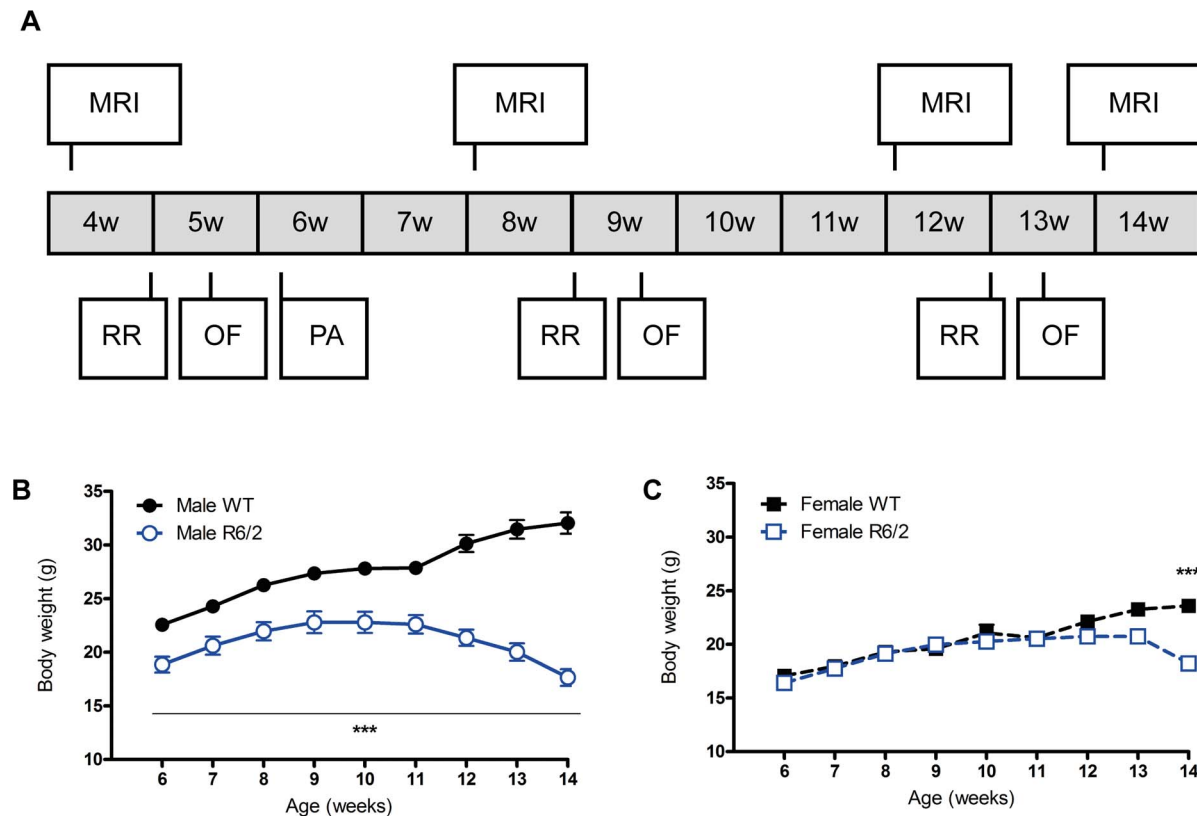 A
MRI MRI MRI MRI
4w 5w 6w 7w 8w 9w 10w 11w 12w 13w 14w
RR OF PA RR OF RR OF
B
35
30
25
20
15
10
Body weight (g)
Male WT
Male R6/2
***
6 7 8 9 10 11 12 13 14
Age (weeks)
C
35
30
25
20
15
10
Body weight (g)
Female WT
Female R6/2
***
6 7 8 9 10 11 12 13 14
Age (weeks)